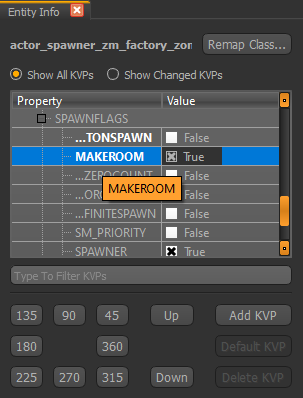 Entity Info
actor_spawner_zm_factory_zon
Remap Class...
Show All KVPs Show Changed KVPs
Property Value
SPAWNFLAGS
...TONSPAWN False
MAKEROOM True
...ZEROCOUNT False
MAKEROOM
False
...FINITESPAWN False
SM_PRIORITY False
SPAWNER True
Type To Filter KVPs
135 90 45 Up Add KVP
180 360 Default KVP
225 270 315 Down Delete KVP